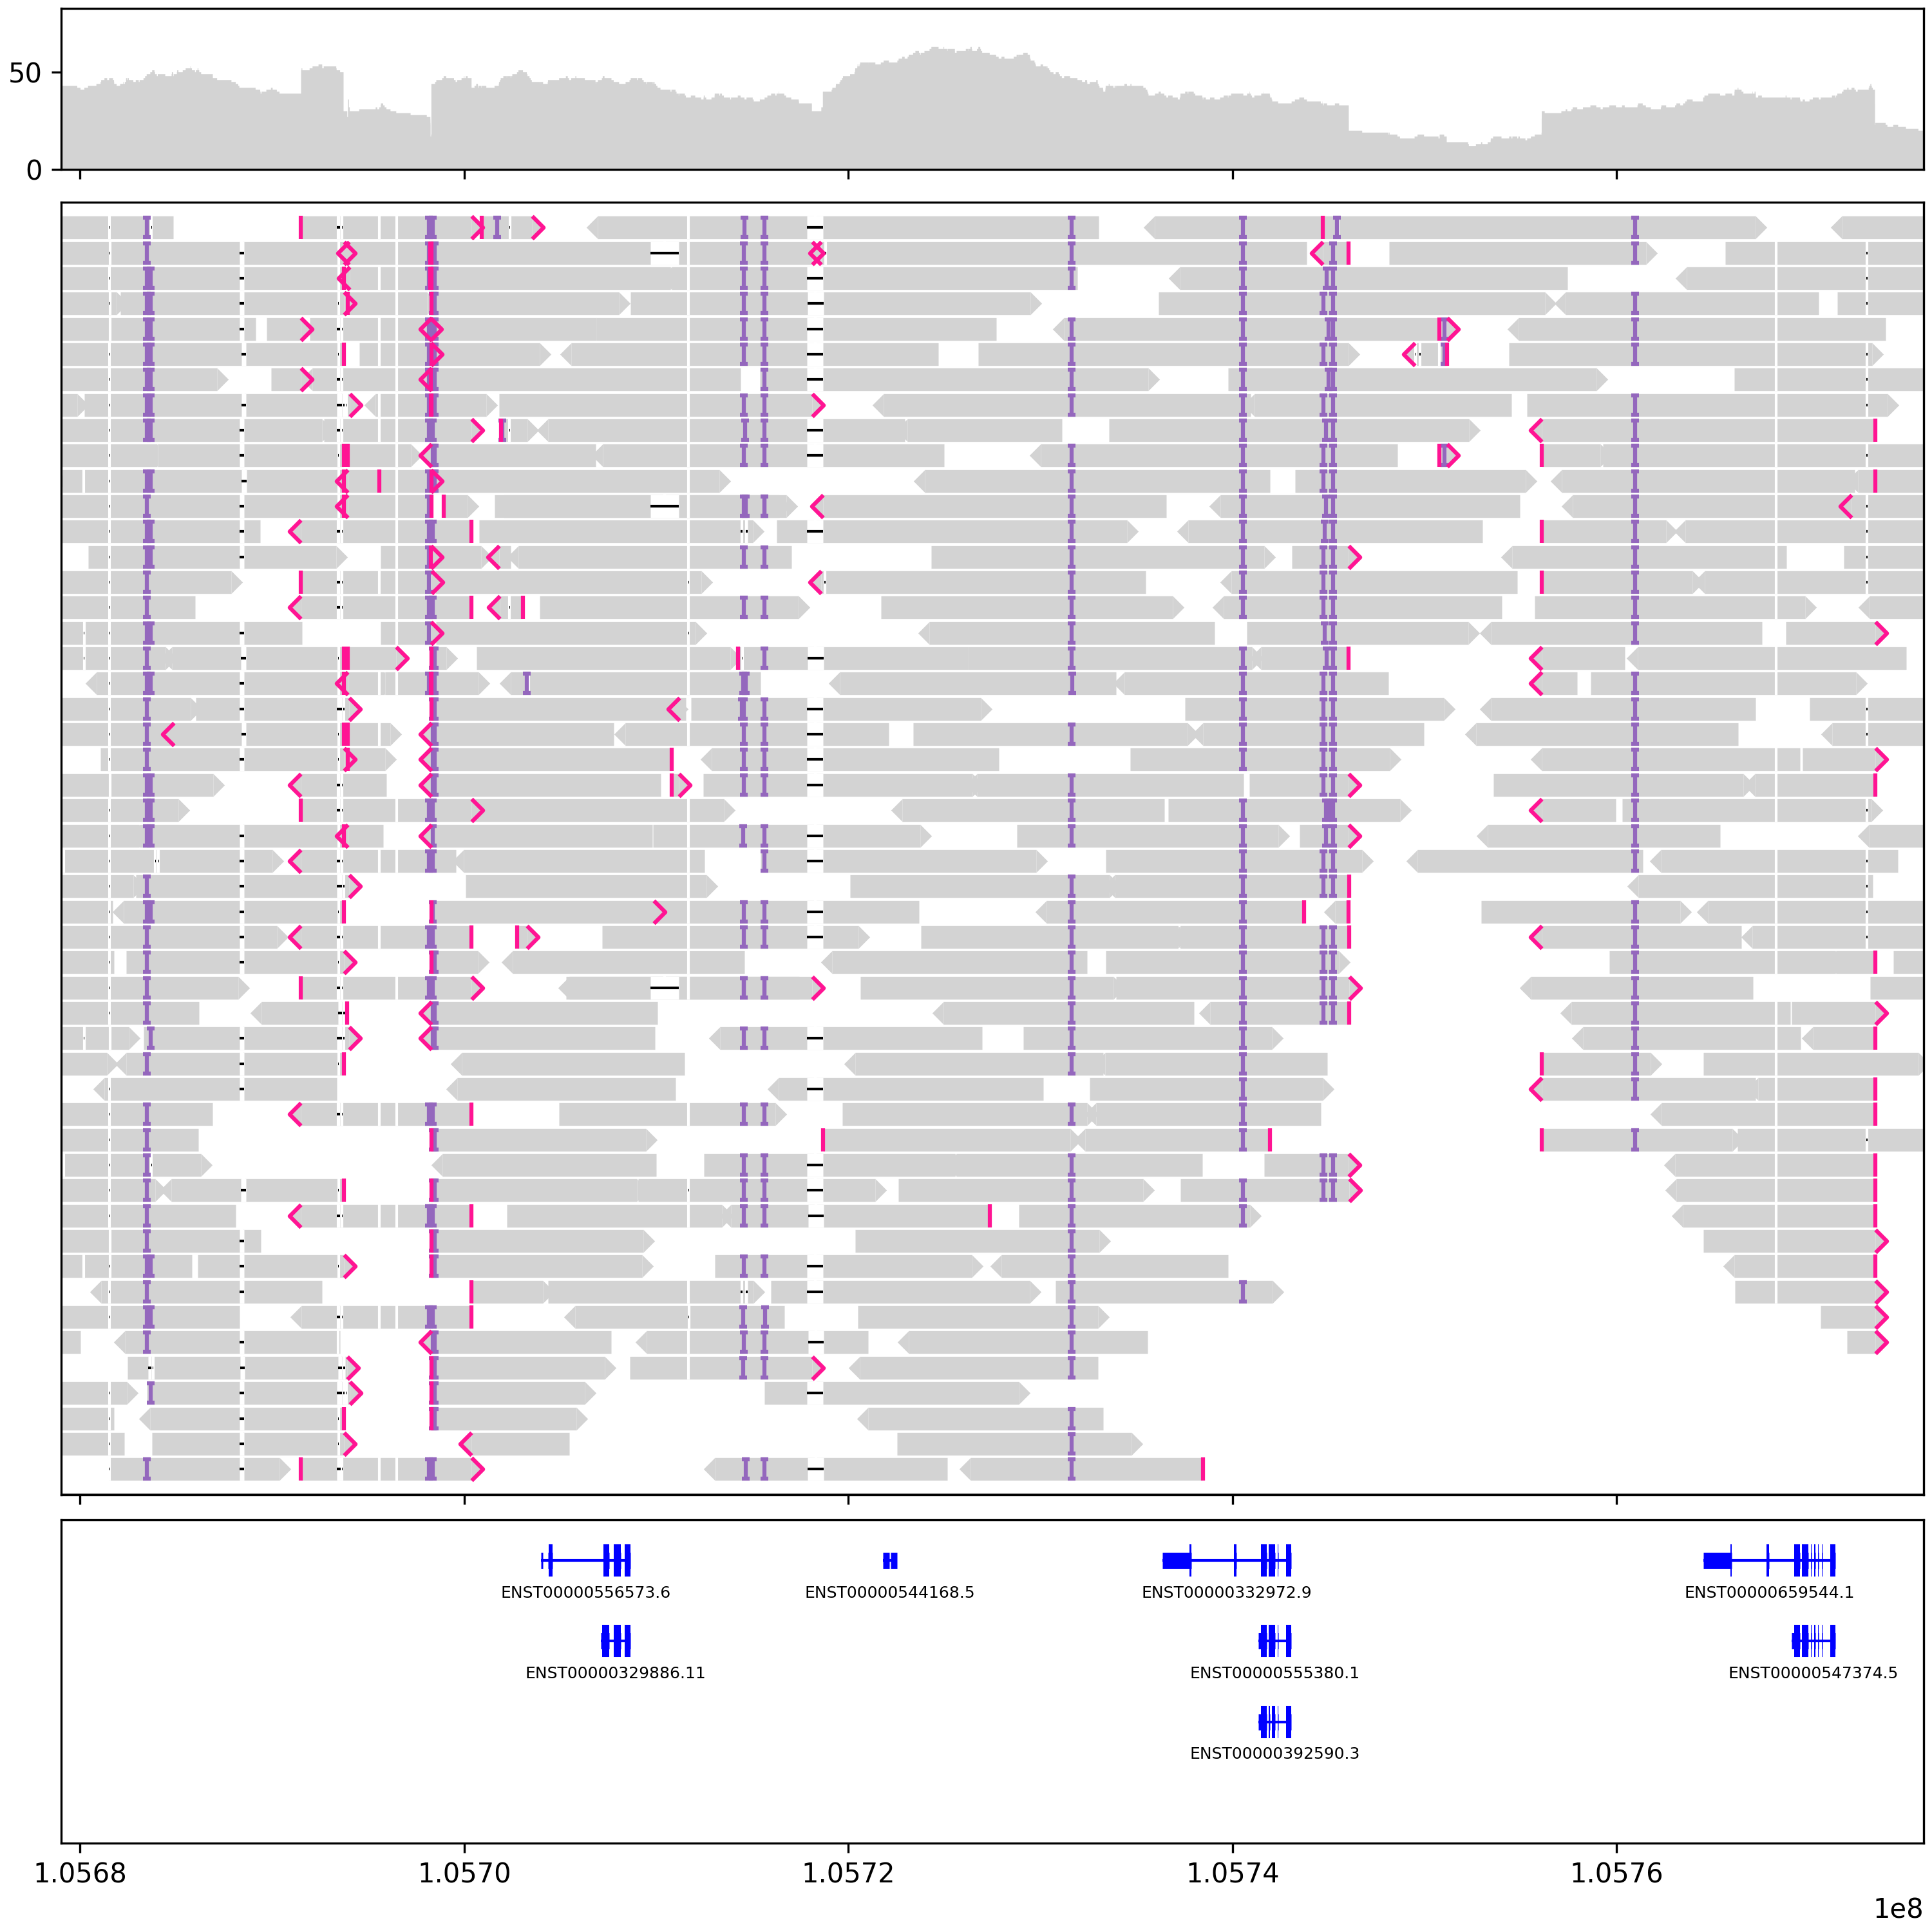 50
0
ENST00000556573.6 ENST00000544168.5 ENST00000332972.9 ENST00000659544.1
ENST00000329886.11 ENST00000555380.1 ENST00000547374.5
ENST00000392590.3
1.0568 1.0570 1.0572 1.0574 1.0576
1e8